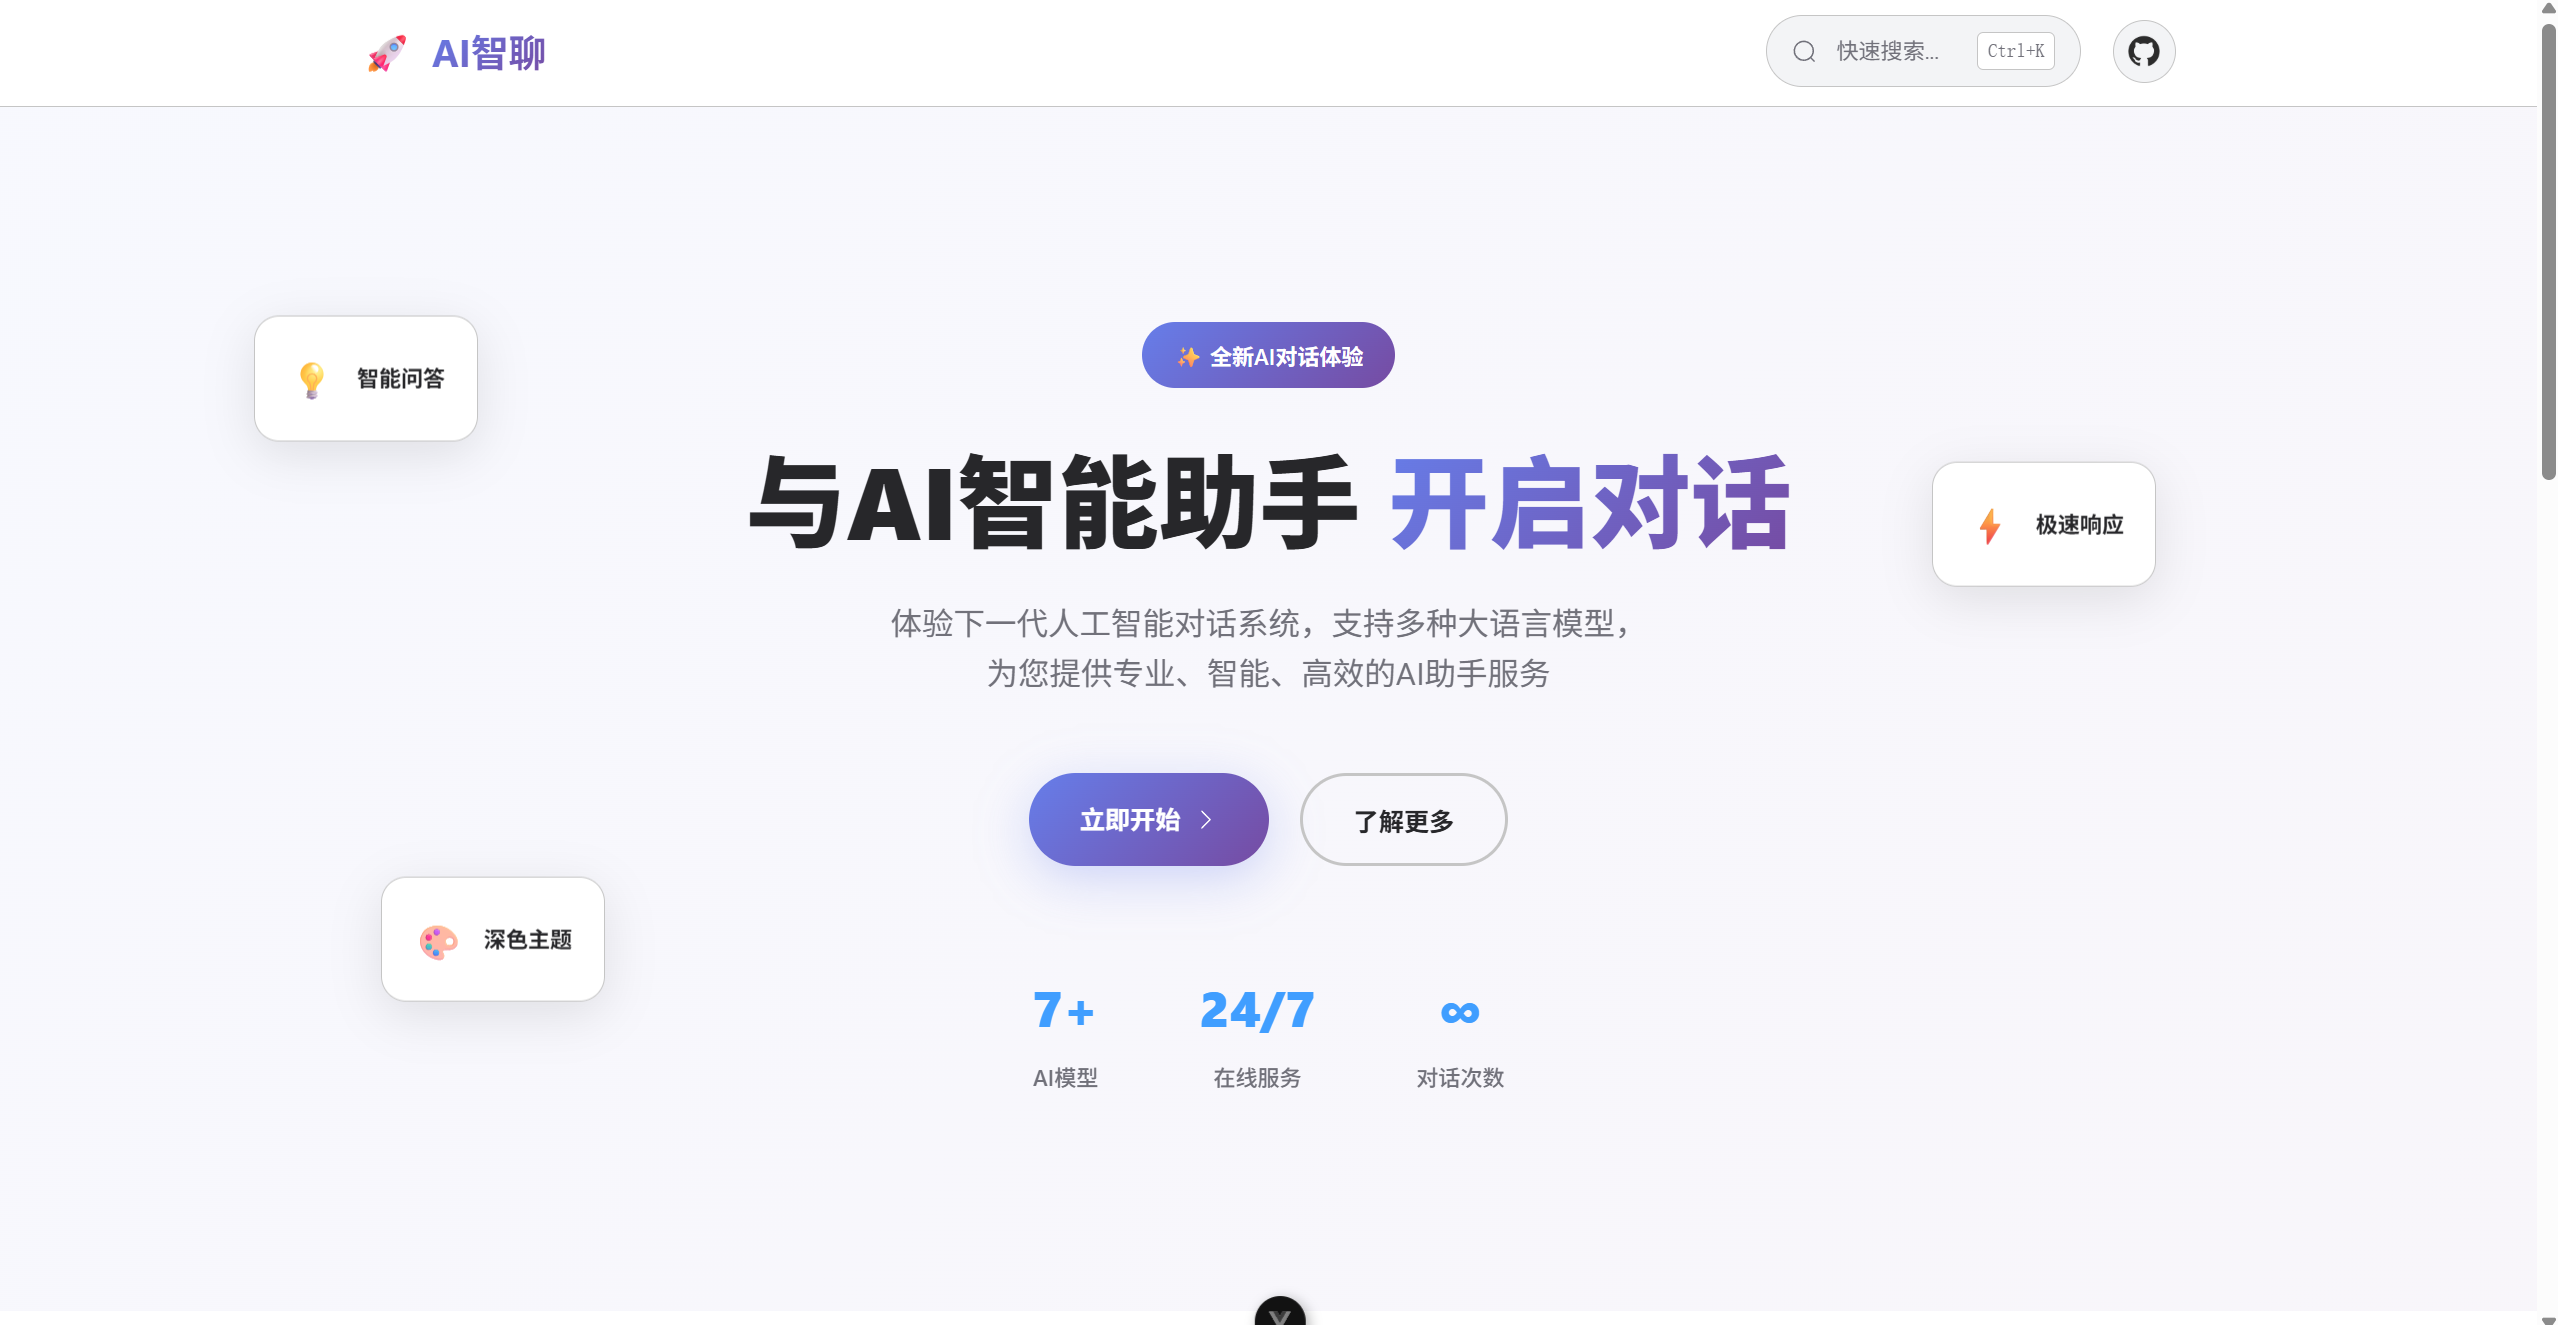 AI智聊
快速搜索...
Ctrl+K
智能问答
✨ 全新AI对话体验
与AI智能助手 开启对话
极速响应
体验下一代人工智能对话系统，支持多种大语言模型，
为您提供专业、智能、高效的AI助手服务
立即开始
了解更多
深色主题
7+
AI模型
24/7
在线服务
∞
对话次数